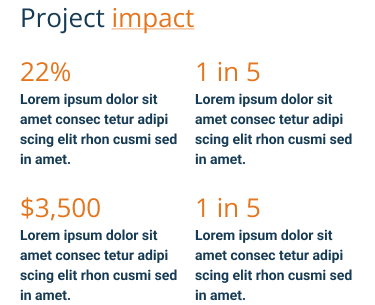 Project impact
22%
Lorem ipsum dolor sit
amet consec tetur adipi
scing elit rhon cusmi sed
in amet.
1 in 5
Lorem ipsum dolor sit
amet consec tetur adipi
scing elit rhon cusmi sed
in amet.
$3,500
Lorem ipsum dolor sit
amet consec tetur adipi
scing elit rhon cusmi sed
in amet.
1 in 5
Lorem ipsum dolor sit
amet consec tetur adipi
scing elit rhon cusmi sed
in amet.